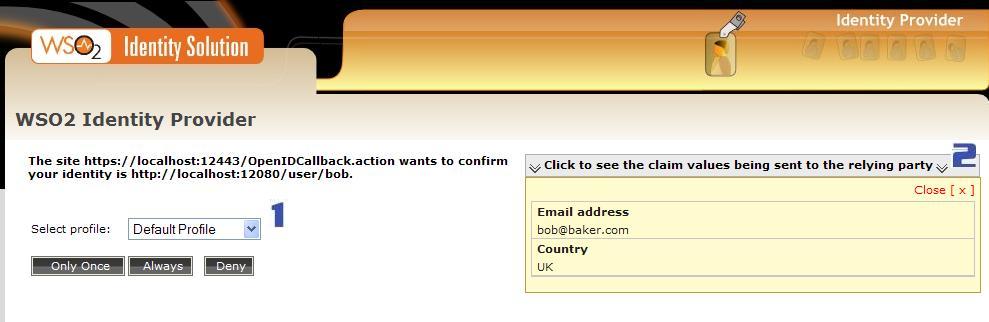 Identity Provider
WSO2 Identity Solution
WSO2 Identity Provider
The site https://localhost:12443/OpenIDCallback.action wants to confirm
your identity is http://localhost:12080/user/bob.
Select profile: Default Profile
1
Only Once Always Deny
Click to see the claim values being sent to the relying party
2
Close [ x ]
Email address
bob@baker.com
Country
UK